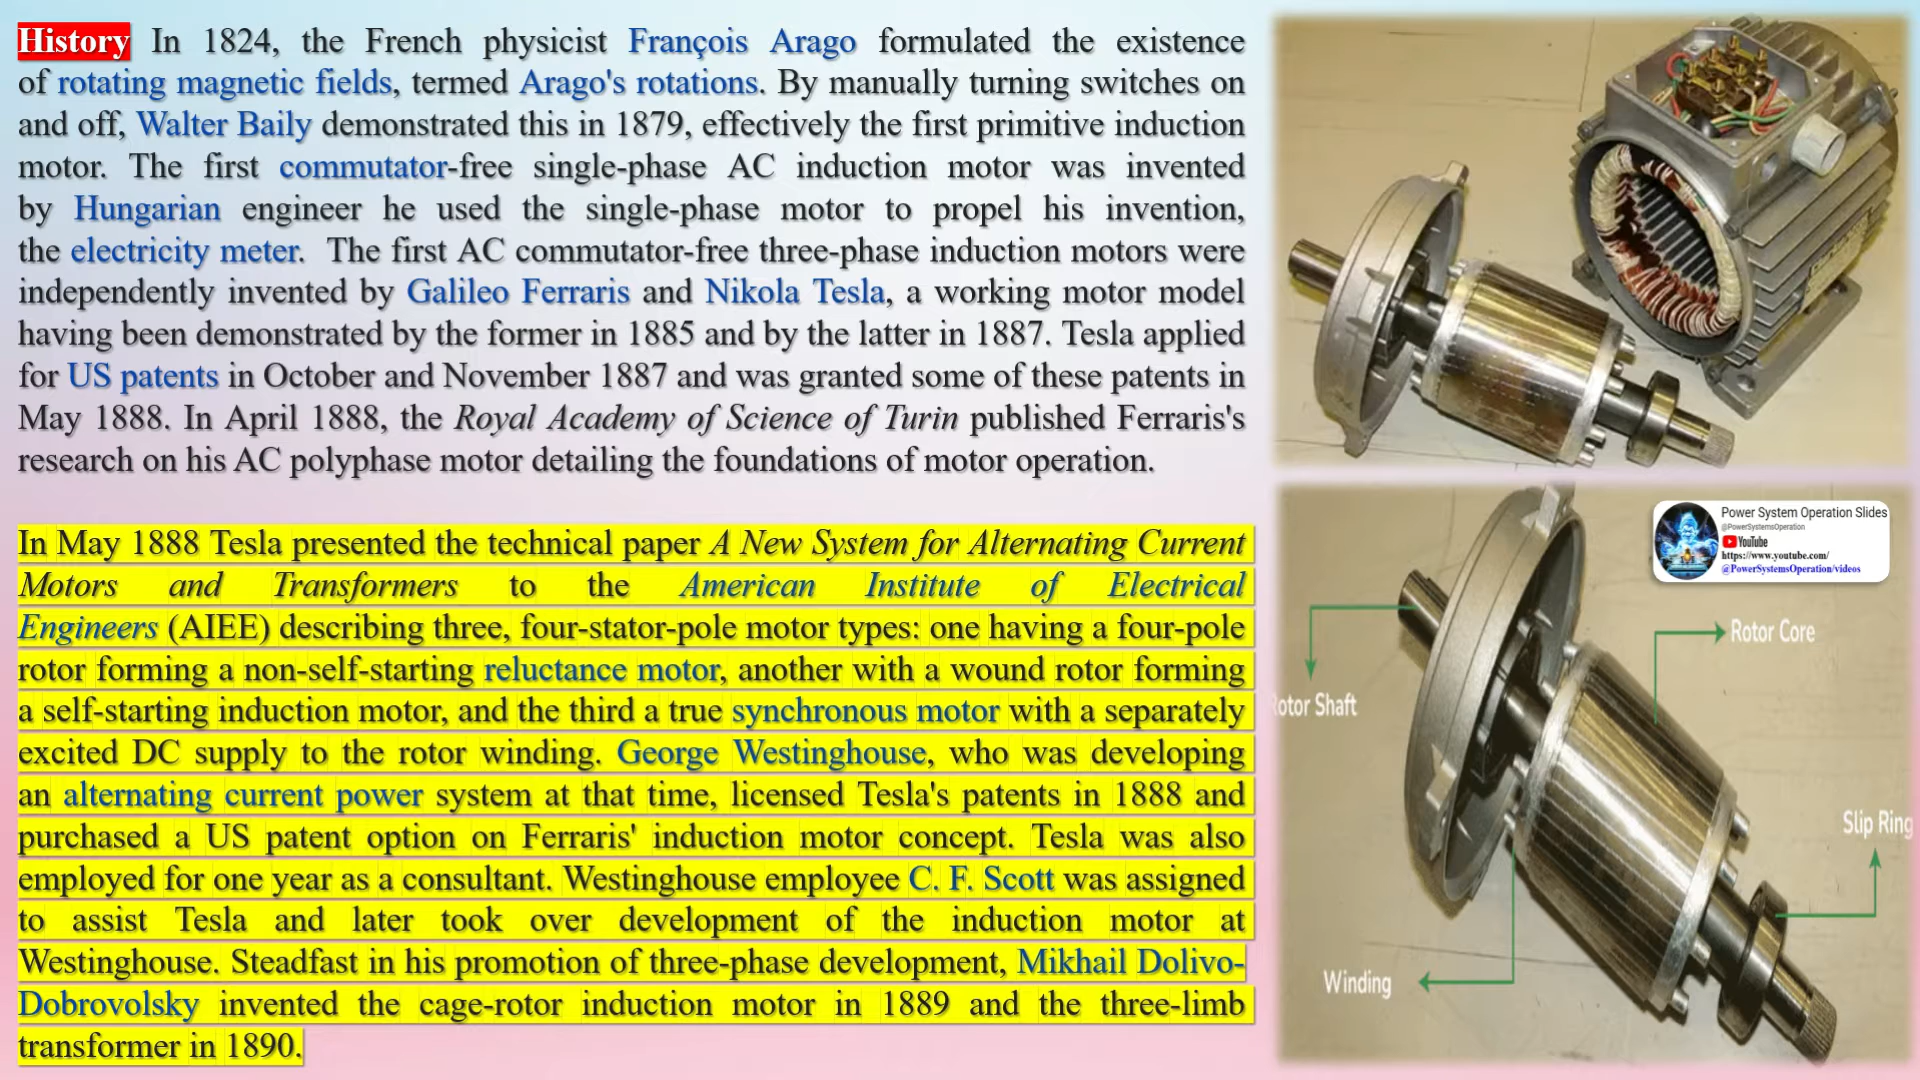 History In 1824, the French physicist François Arago formulated the existence
of rotating magnetic fields, termed Arago's rotations. By manually turning switches on
and off, Walter Baily demonstrated this in 1879, effectively the first primitive induction
motor. The first commutator-free single-phase AC induction motor was invented
by Hungarian engineer he used the single-phase motor to propel his invention,
the electricity meter. The first AC commutator-free three-phase induction motors were
independently invented by Galileo Ferraris and Nikola Tesla, a working motor model
having been demonstrated by the former in 1885 and by the latter in 1887. Tesla applied
for US patents in October and November 1887 and was granted some of these patents in
May 1888. In April 1888, the Royal Academy of Science of Turin published Ferraris's
research on his AC polyphase motor detailing the foundations of motor operation.
In May 1888 Tesla presented the technical paper A New System for Alternating Current
Motors and Transformers to the American Institute of Electrical
Engineers (AIEE) describing three, four-stator-pole motor types: one having a four-pole
rotor forming a non-self-starting reluctance motor, another with a wound rotor forming
a self-starting induction motor, and the third a true synchronous motor with a separately
excited DC supply to the rotor winding. George Westinghouse, who was developing
an alternating current power system at that time, licensed Tesla's patents in 1888 and
purchased a US patent option on Ferraris' induction motor concept. Tesla was also
employed for one year as a consultant. Westinghouse employee C. F. Scott was assigned
to assist Tesla and later took over development of the induction motor at
Westinghouse. Steadfast in his promotion of three-phase development, Mikhail Dolivo-
Dobrovolsky invented the cage-rotor induction motor in 1889 and the three-limb
transformer in 1890.
Power System Operation Slides
@PowerSystemsOperation
YouTube
https://www.youtube.com/
@PowerSystemsOperation/videos
Rotor Core
otor Shaft
Slip Ring
Winding